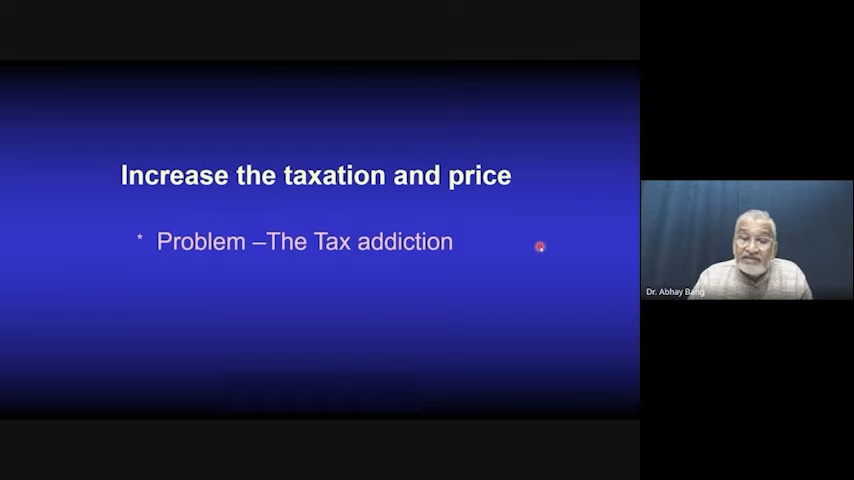 Increase the taxation and price
* Problem –The Tax addiction
Dr. Abhay Bang